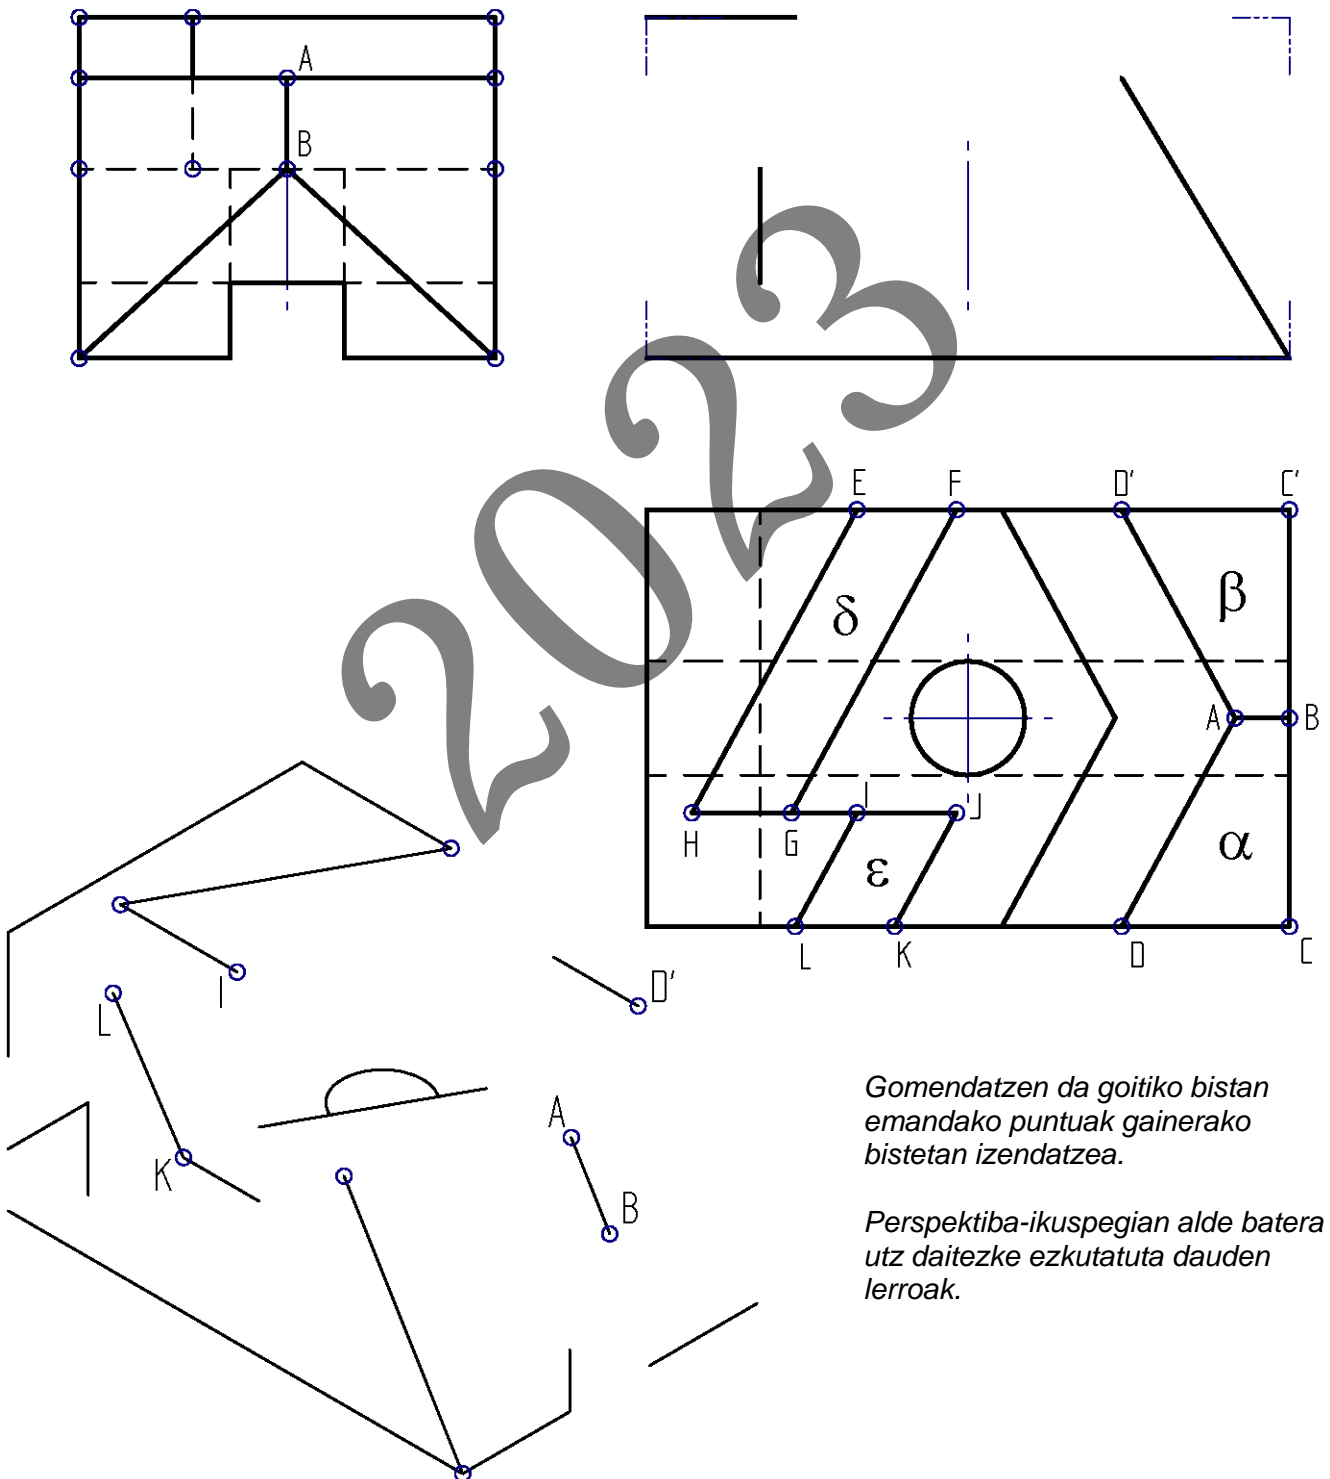 A
B
2023
E
F
D'
C'
δ
β
A
B
H
G
I
J
ε
α
L
K
D
C
I
L
D'
K
A
B
Gomendatzen da goitiko bistan
emandako puntuak gainerako
bistetan izendatzea.
Perspektiba-ikuspegian alde batera
utz daitezke ezkutatuta dauden
lerroak.